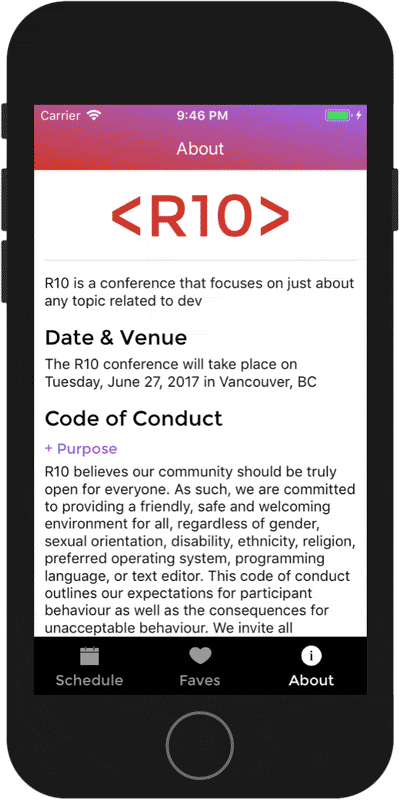 Carrier 9:46 PM
About
<R10>
R10 is a conference that focuses on just about
any topic related to dev
Date & Venue
The R10 conference will take place on
Tuesday, June 27, 2017 in Vancouver, BC
Code of Conduct
+ Purpose
R10 believes our community should be truly
open for everyone. As such, we are committed
to providing a friendly, safe and welcoming
environment for all, regardless of gender,
sexual orientation, disability, ethnicity, religion,
preferred operating system, programming
language, or text editor. This code of conduct
outlines our expectations for participant
behaviour as well as the consequences for
unacceptable behaviour. We invite all
Schedule Faves About